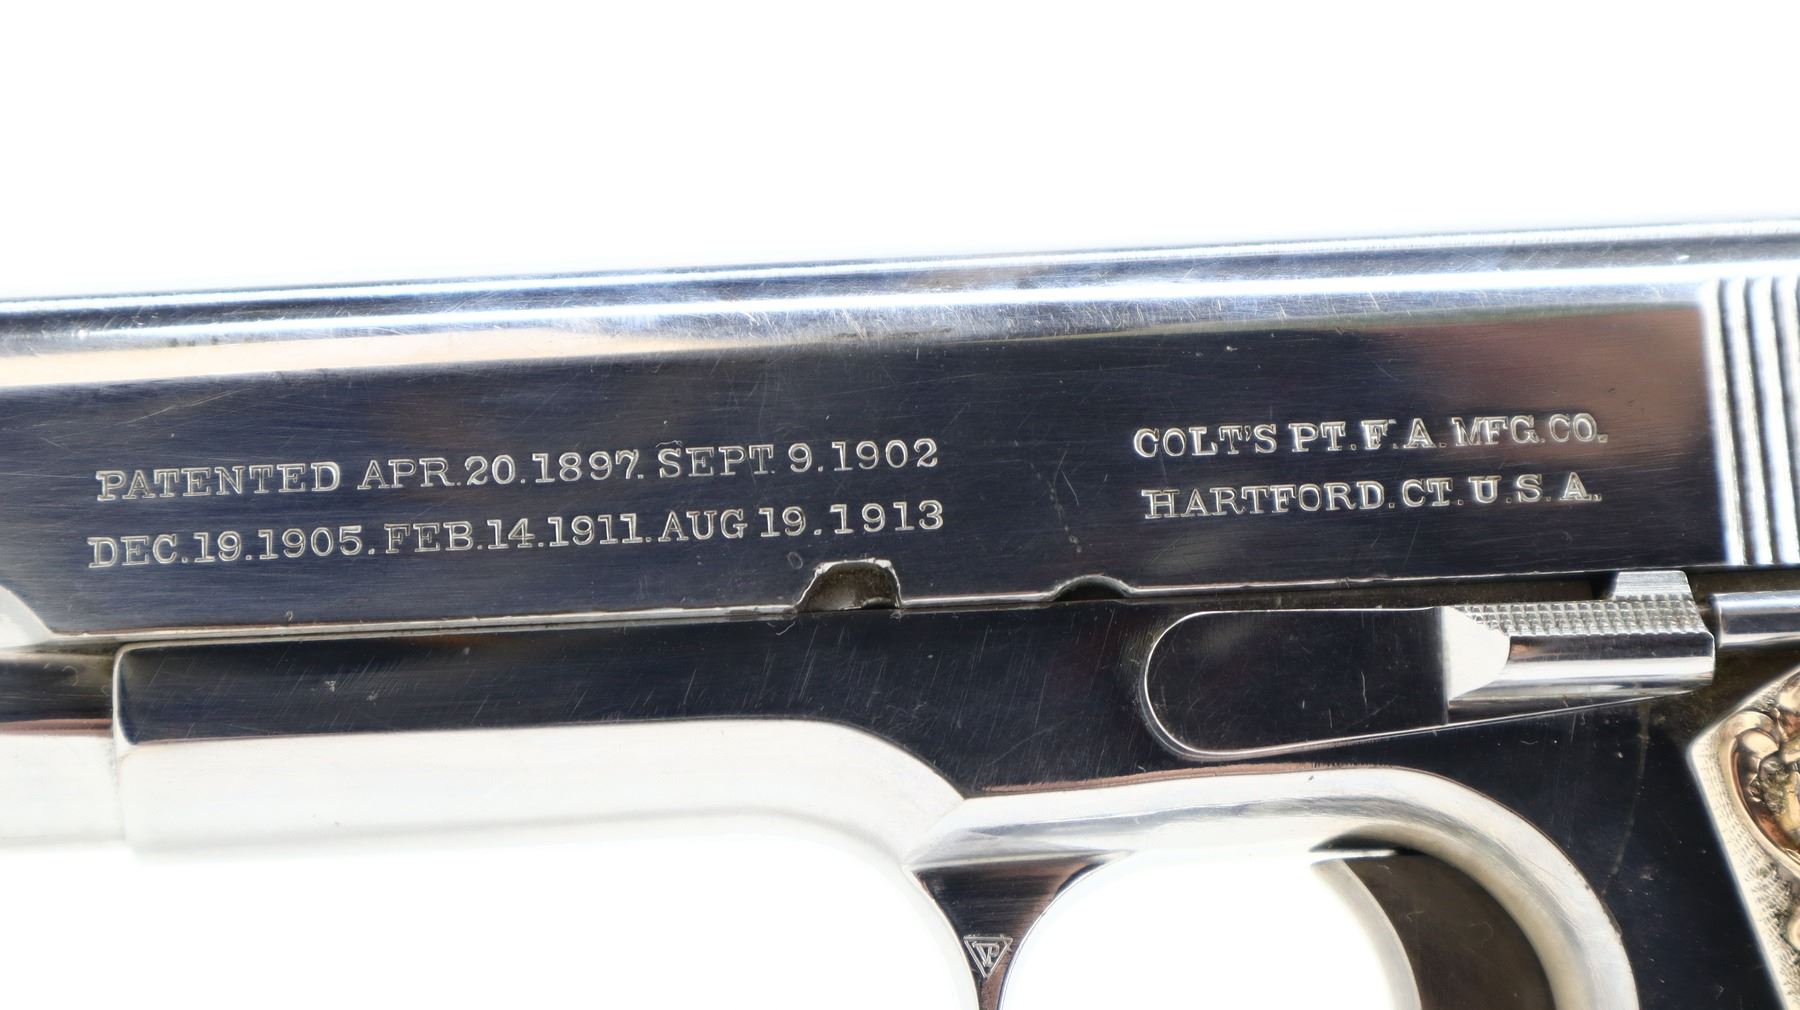 PATENTED APR.20.1897. SEPT. 9.1902
DEC.19.1905. FEB.14.1911. AUG 19.1913
COLT'S PT. F. A. MFG. CO.
HARTFORD. CT. U. S. A.
VP